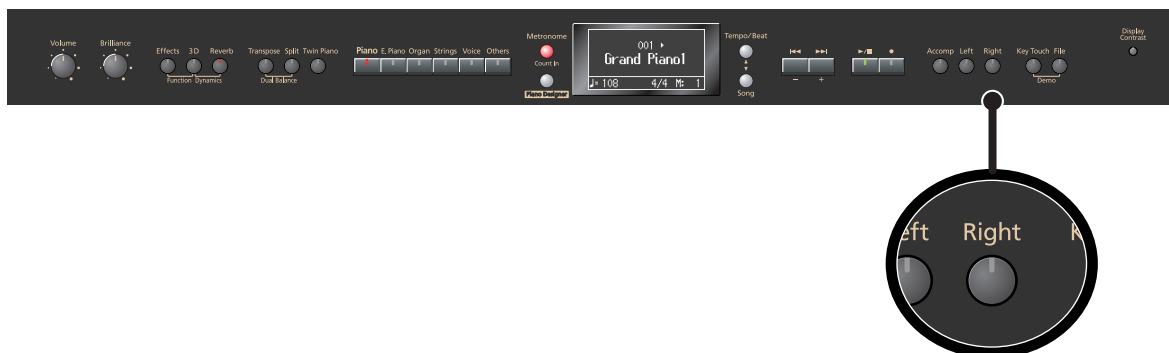 Volume
Brilliance
Effects 3D Reverb
Function Dynamics
Transpose Split Twin Piano
Dual Balance
Piano E. Piano Organ Strings Voice Others
Metronome
Count In
Piano Designer
001 ▸
Grand Piano1
♩= 108 4/4 M: 1
Tempo/Beat
Song
− +
Accomp Left Right
Key Touch File
Demo
Display
Contrast
eft Right K